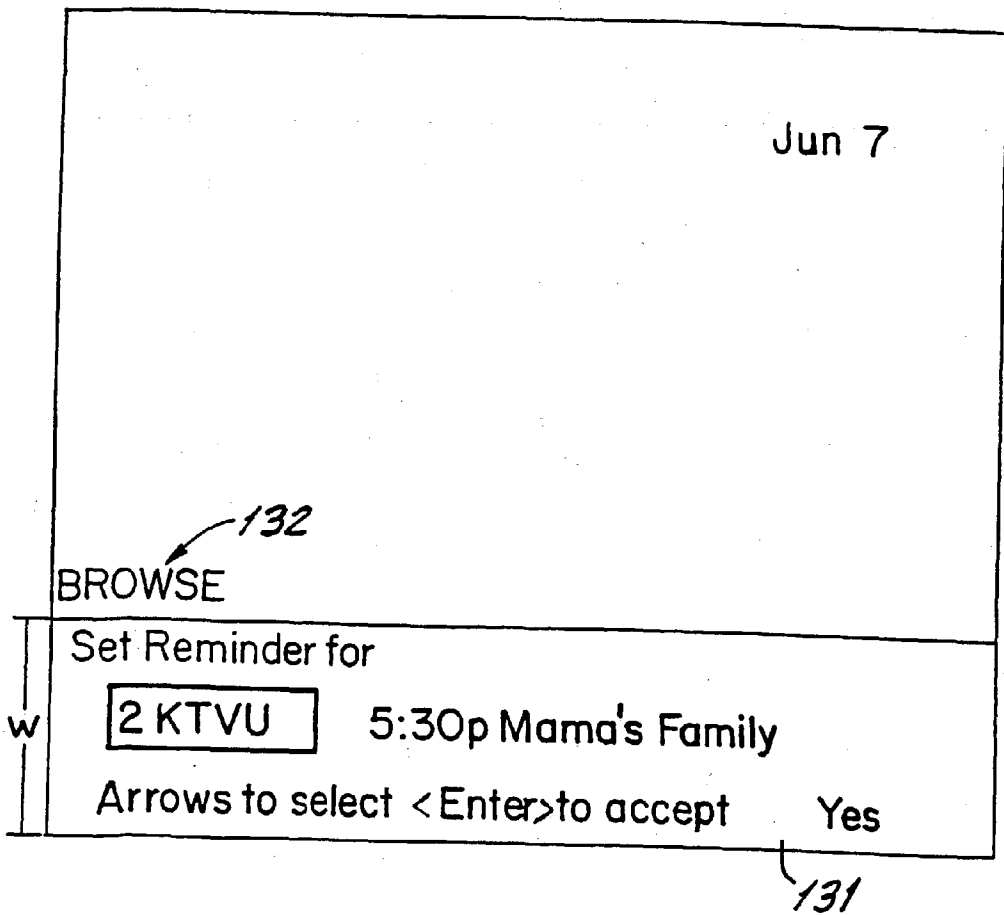 Jun 7
132
BROWSE
Set Reminder for
2 KTVU 5:30p Mama's Family
W
Arrows to select <Enter>to accept Yes
131